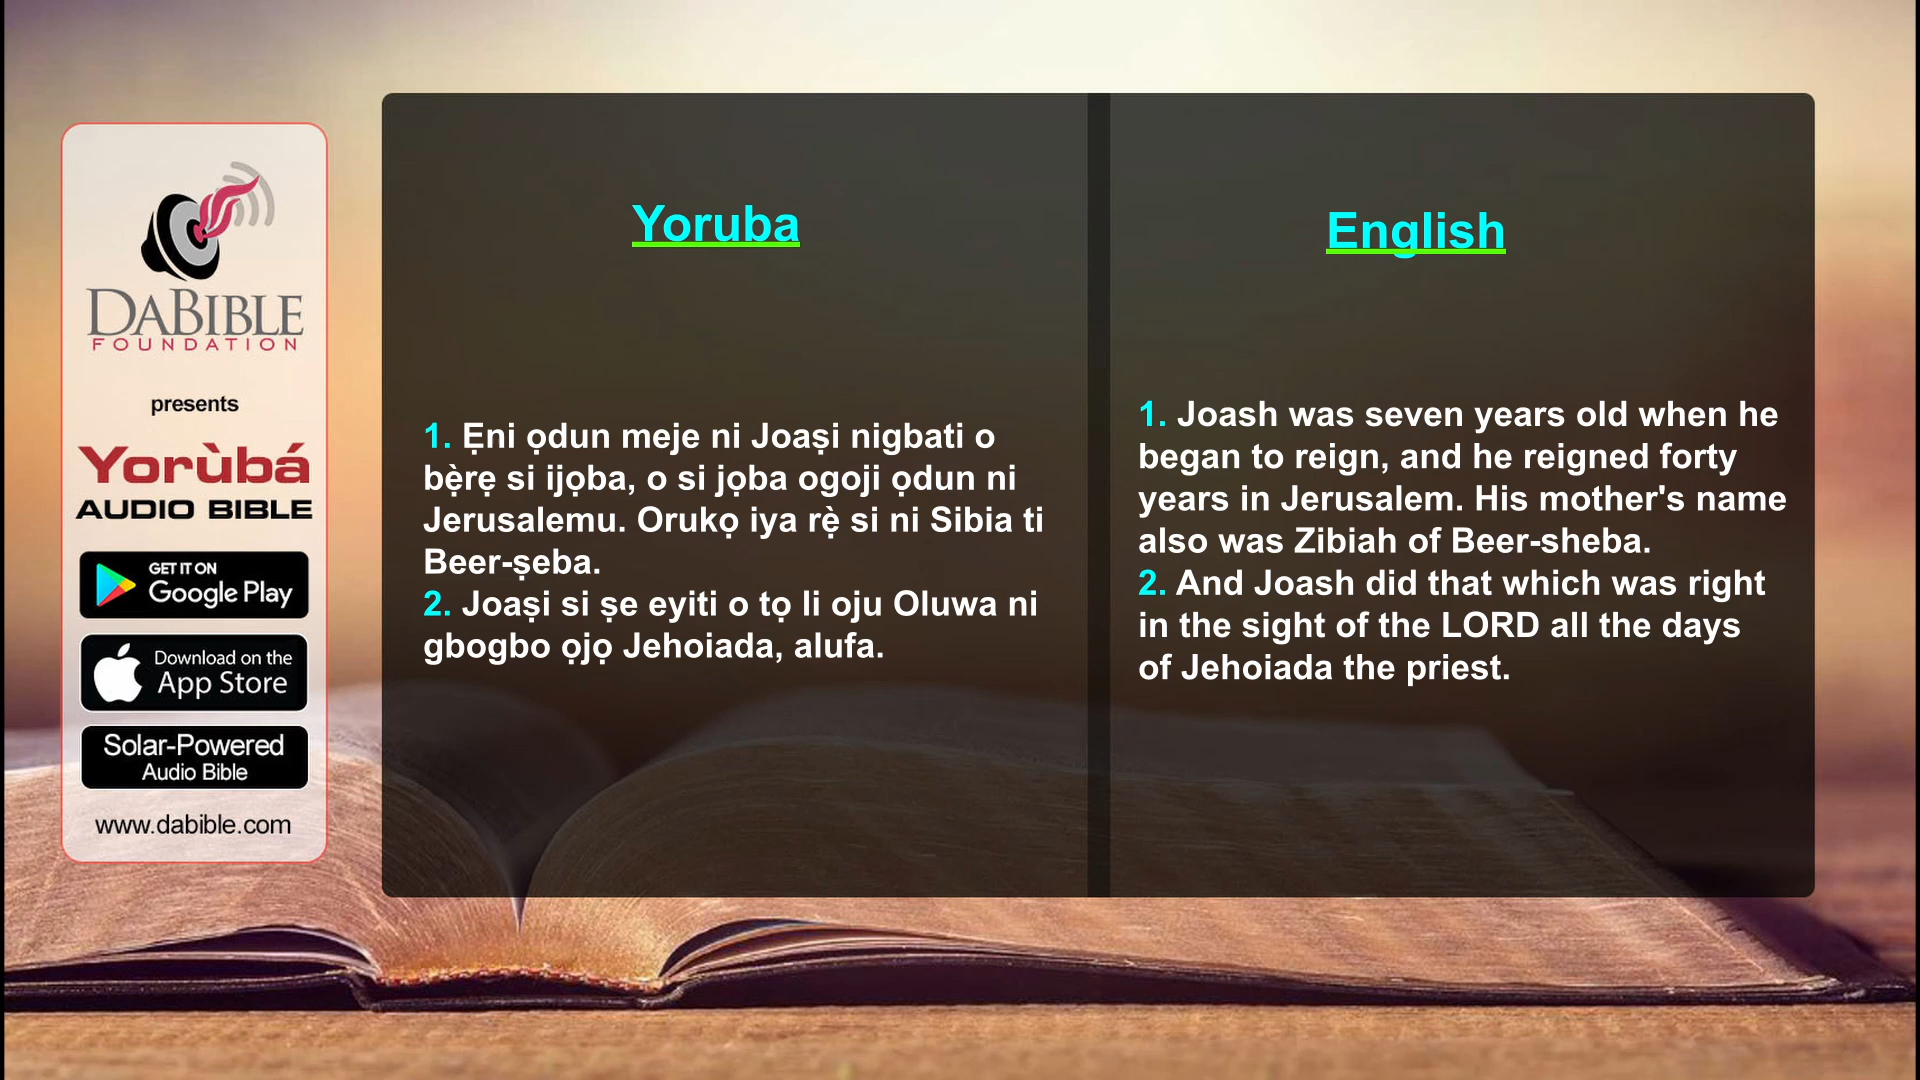 DABIBLE
FOUNDATION
presents
Yorùbá
AUDIO BIBLE
GET IT ON
Google Play
Download on the
App Store
Solar-Powered
Audio Bible
www.dabible.com
Yoruba
1. Ẹni ọdun meje ni Joaṣi nigbati o
bẹ̀rẹ si ijọba, o si jọba ogoji ọdun ni
Jerusalemu. Orukọ iya rẹ̀ si ni Sibia ti
Beer-ṣeba.
2. Joaṣi si ṣe eyiti o tọ li oju Oluwa ni
gbogbo ọjọ Jehoiada, alufa.
English
1. Joash was seven years old when he
began to reign, and he reigned forty
years in Jerusalem. His mother's name
also was Zibiah of Beer-sheba.
2. And Joash did that which was right
in the sight of the LORD all the days
of Jehoiada the priest.